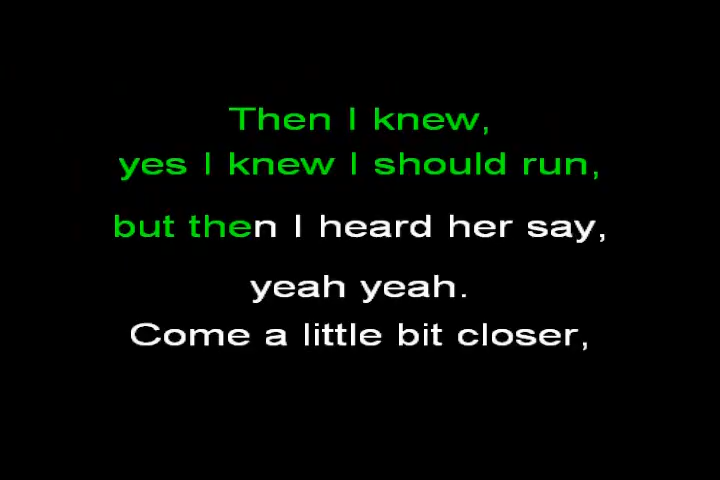 Then I knew,
yes I knew I should run,
but then I heard her say,
yeah yeah.
Come a little bit closer,